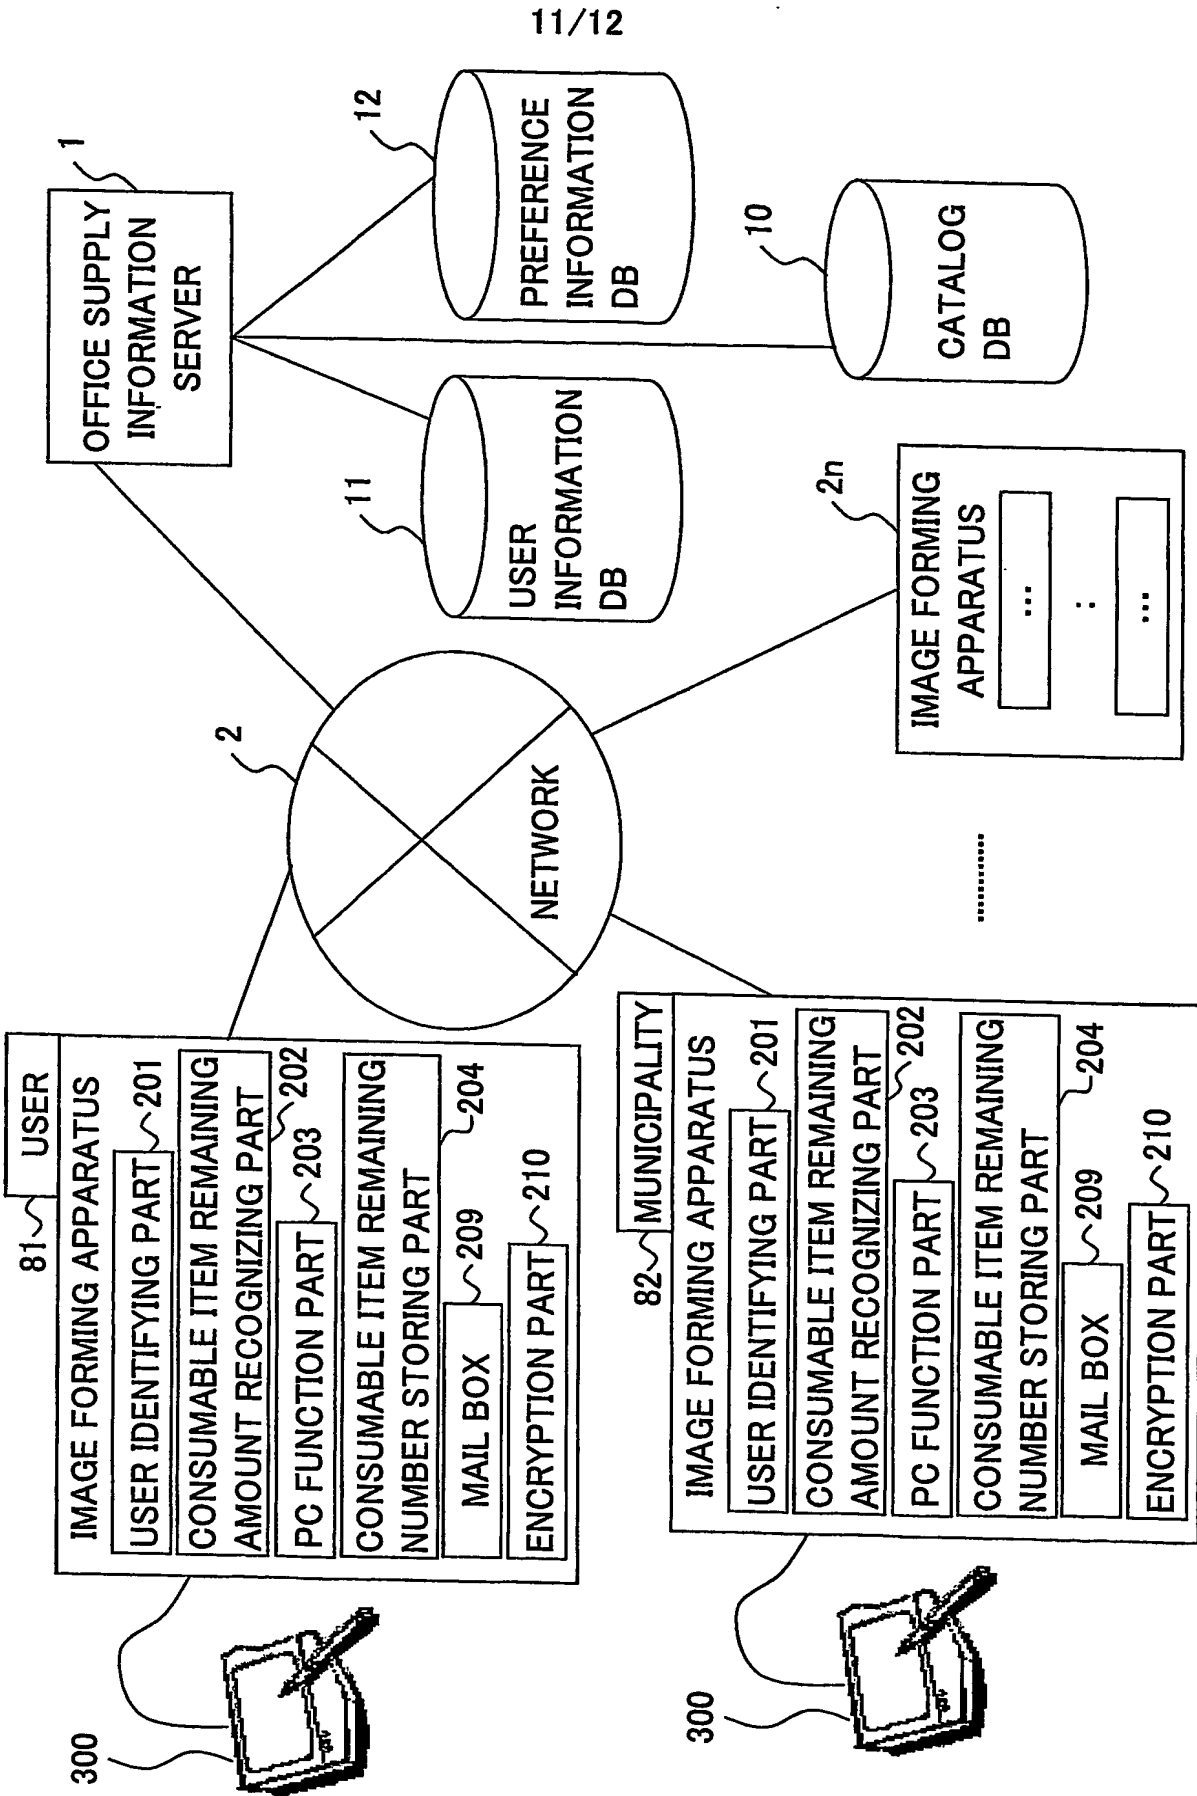 11/12
81
USER
IMAGE FORMING APPARATUS
USER IDENTIFYING PART
201
CONSUMABLE ITEM REMAINING
AMOUNT RECOGNIZING PART
202
PC FUNCTION PART
203
CONSUMABLE ITEM REMAINING
NUMBER STORING PART
204
MAIL BOX
209
ENCRYPTION PART
210
300
2
NETWORK
1
OFFICE SUPPLY
INFORMATION
SERVER
11
USER
INFORMATION
DB
12
PREFERENCE
INFORMATION
DB
10
CATALOG
DB
82
MUNICIPALITY
IMAGE FORMING APPARATUS
USER IDENTIFYING PART
201
CONSUMABLE ITEM REMAINING
AMOUNT RECOGNIZING PART
202
PC FUNCTION PART
203
CONSUMABLE ITEM REMAINING
NUMBER STORING PART
204
MAIL BOX
209
ENCRYPTION PART
210
300
............
2n
IMAGE FORMING
APPARATUS
...
:
...